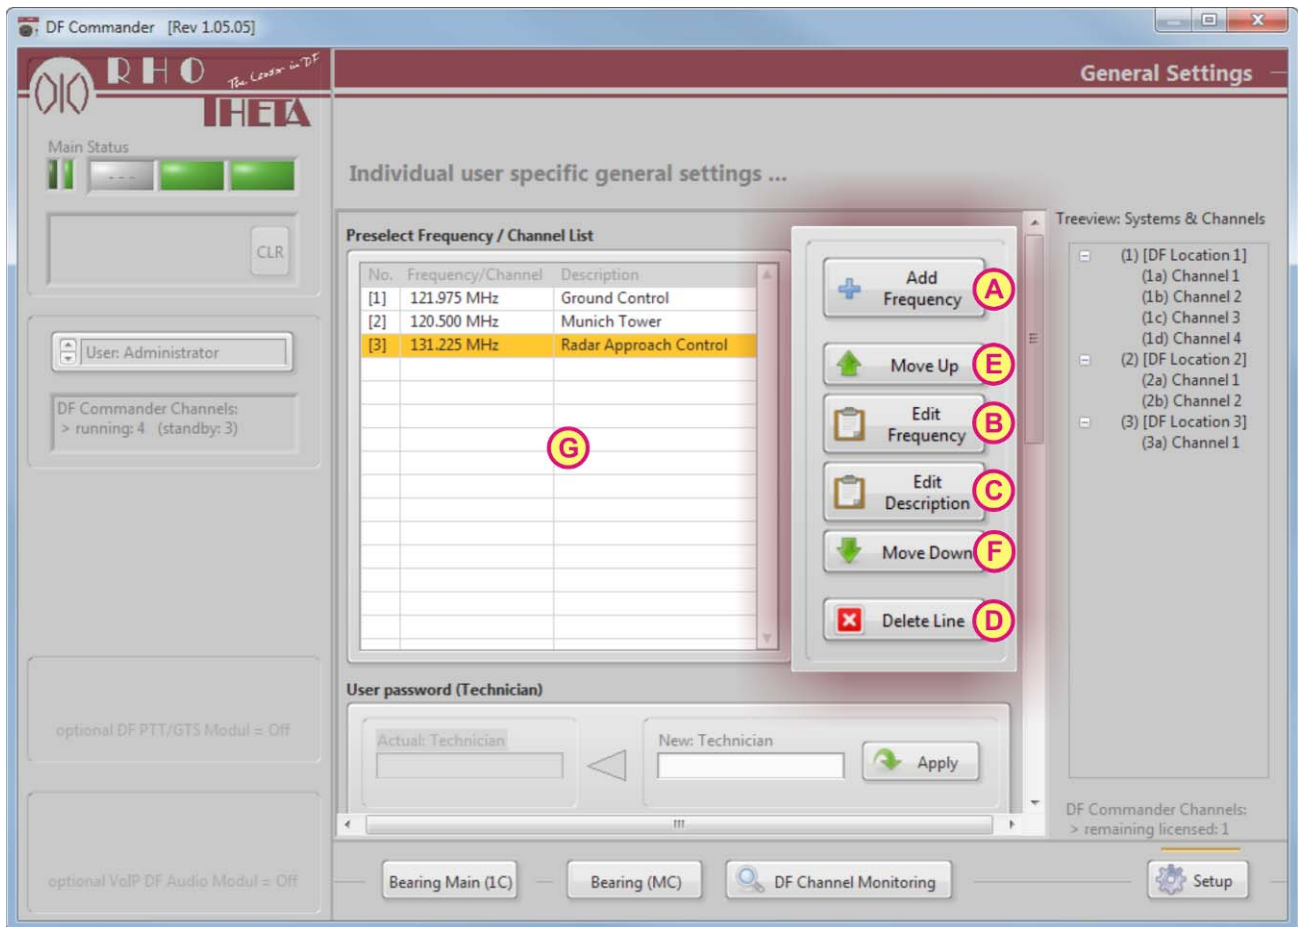 DF Commander [Rev 1.05.05]
RHO
The Leader in DF
THETA
General Settings
Main Status
- - -
CLR
User: Administrator
DF Commander Channels:
> running: 4 (standby: 3)
optional DF PTT/GTS Modul = Off
optional VoIP DF Audio Modul = Off
Individual user specific general settings ...
Preselect Frequency / Channel List
No. Frequency/Channel Description
[1] 121.975 MHz Ground Control
[2] 120.500 MHz Munich Tower
[3] 131.225 MHz Radar Approach Control
G
Add
Frequency
A
Move Up
E
Edit
Frequency
B
Edit
Description
C
Move Down
F
Delete Line
D
User password (Technician)
Actual: Technician
New: Technician
Apply
Treeview: Systems & Channels
(1) [DF Location 1]
(1a) Channel 1
(1b) Channel 2
(1c) Channel 3
(1d) Channel 4
(2) [DF Location 2]
(2a) Channel 1
(2b) Channel 2
(3) [DF Location 3]
(3a) Channel 1
DF Commander Channels:
> remaining licensed: 1
Bearing Main (1C)
Bearing (MC)
DF Channel Monitoring
Setup